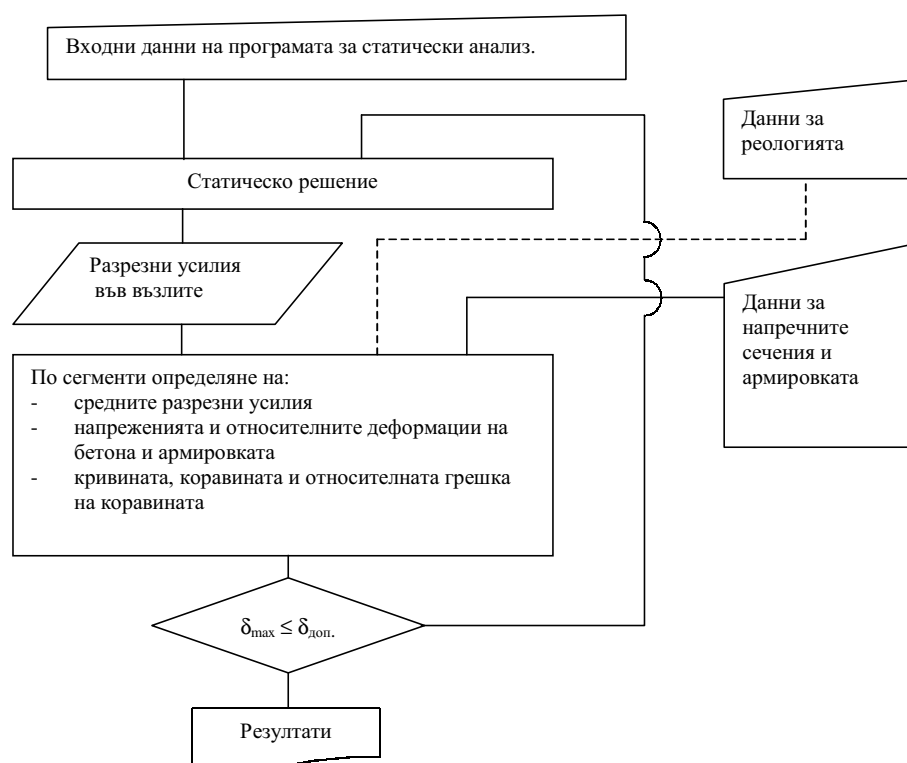 Входни данни на програмата за статически анализ.
Данни за
реологията
Статическо решение
Разрезни усилия
във възлите
Данни за
напречните
сечения и
армировката
По сегменти определяне на:
- средните разрезни усилия
- напреженията и относителните деформации на
бетона и армировката
- кривината, коравината и относителната грешка
на коравината
δmax ≤ δдоп.
Резултати